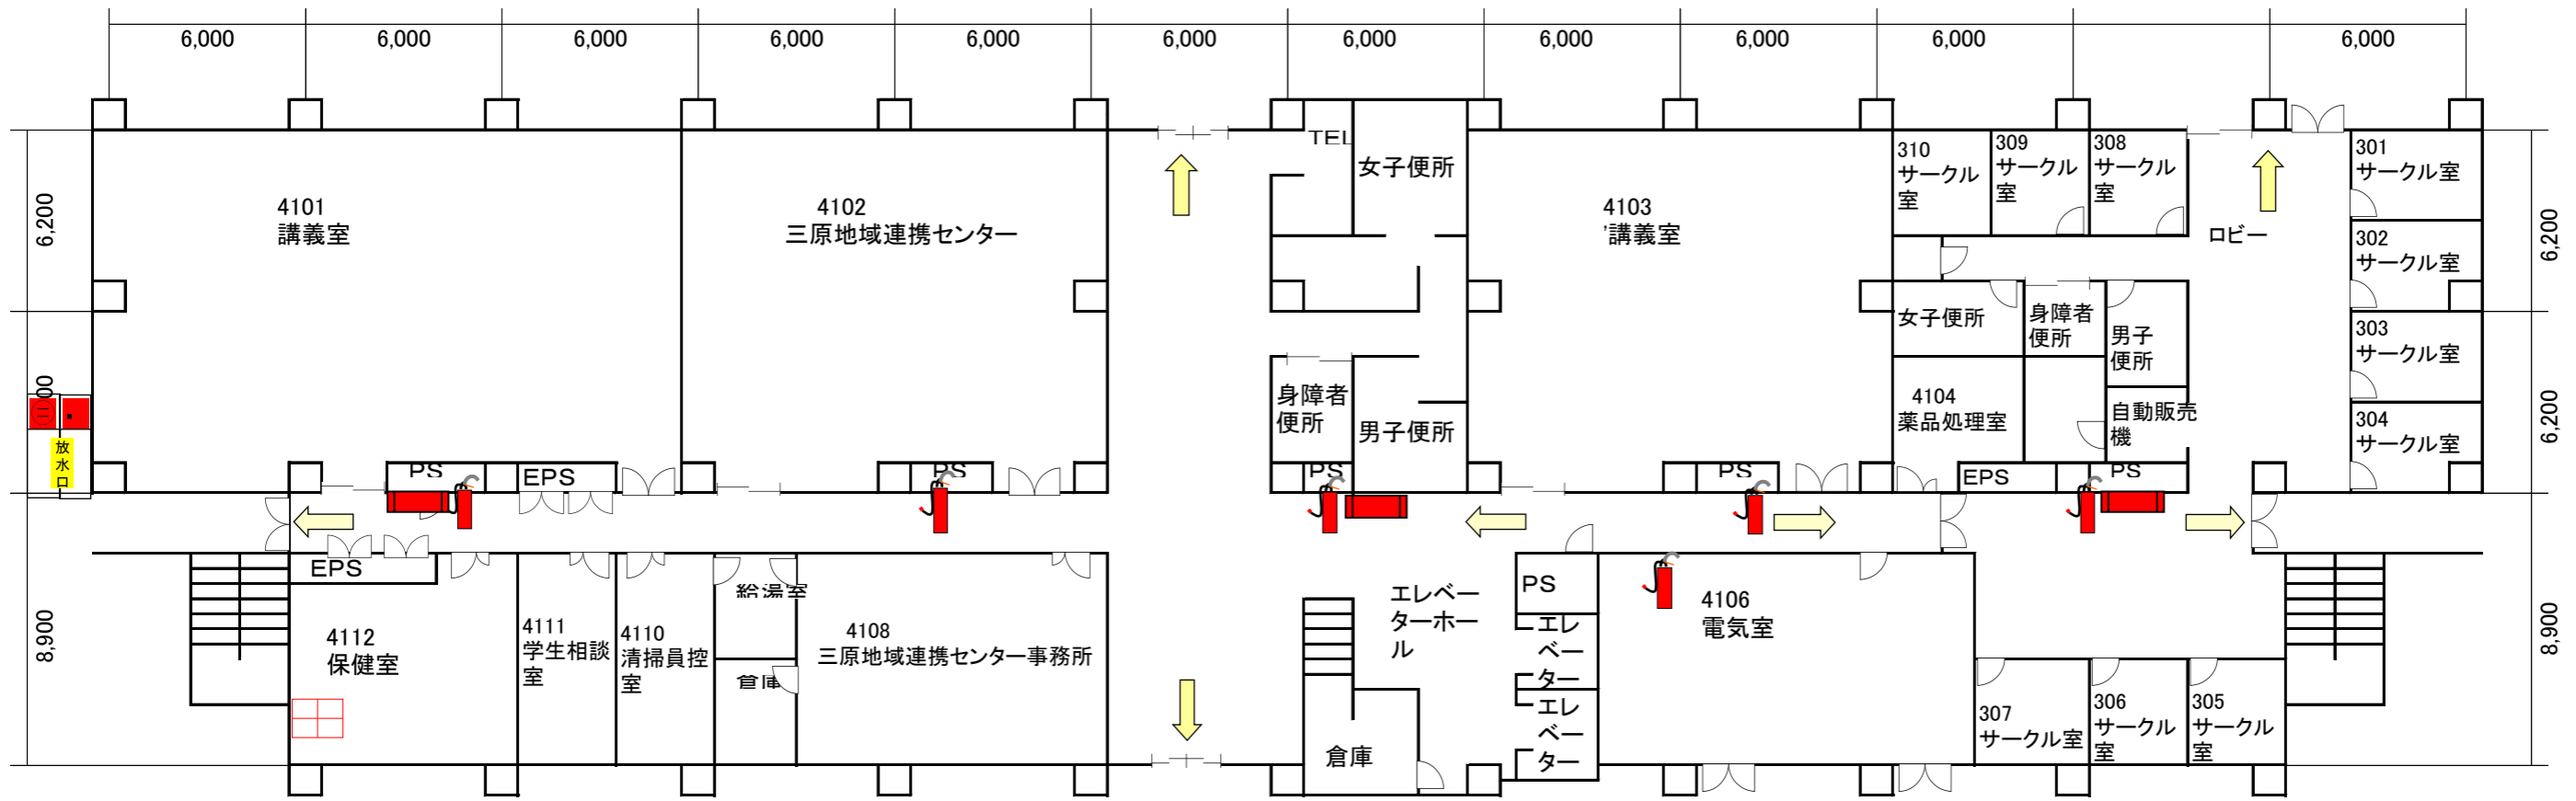 6,000
6,000
6,000
6,000
6,000
6,000
6,000
6,000
6,000
6,000
6,000
6,200
00
8,900
6,200
6,200
8,900
放
水
口
4101
講義室
4102
三原地域連携センター
TEL
女子便所
4103
'講義室
310
サークル
室
309
サークル
室
308
サークル
室
ロビー
301
サークル室
302
サークル室
303
サークル室
304
サークル室
女子便所
身障者
便所
男子
便所
4104
薬品処理室
自動販売
機
身障者
便所
男子便所
PS
EPS
PS
PS
PS
EPS
PS
EPS
4112
保健室
4111
学生相談
室
4110
清掃員控
室
給湯室
倉庫
4108
三原地域連携センター事務所
エレベー
ターホー
ル
倉庫
PS
エレ
ベー
ター
エレ
ベー
ター
4106
電気室
307
サークル室
306
サークル
室
305
サークル
室